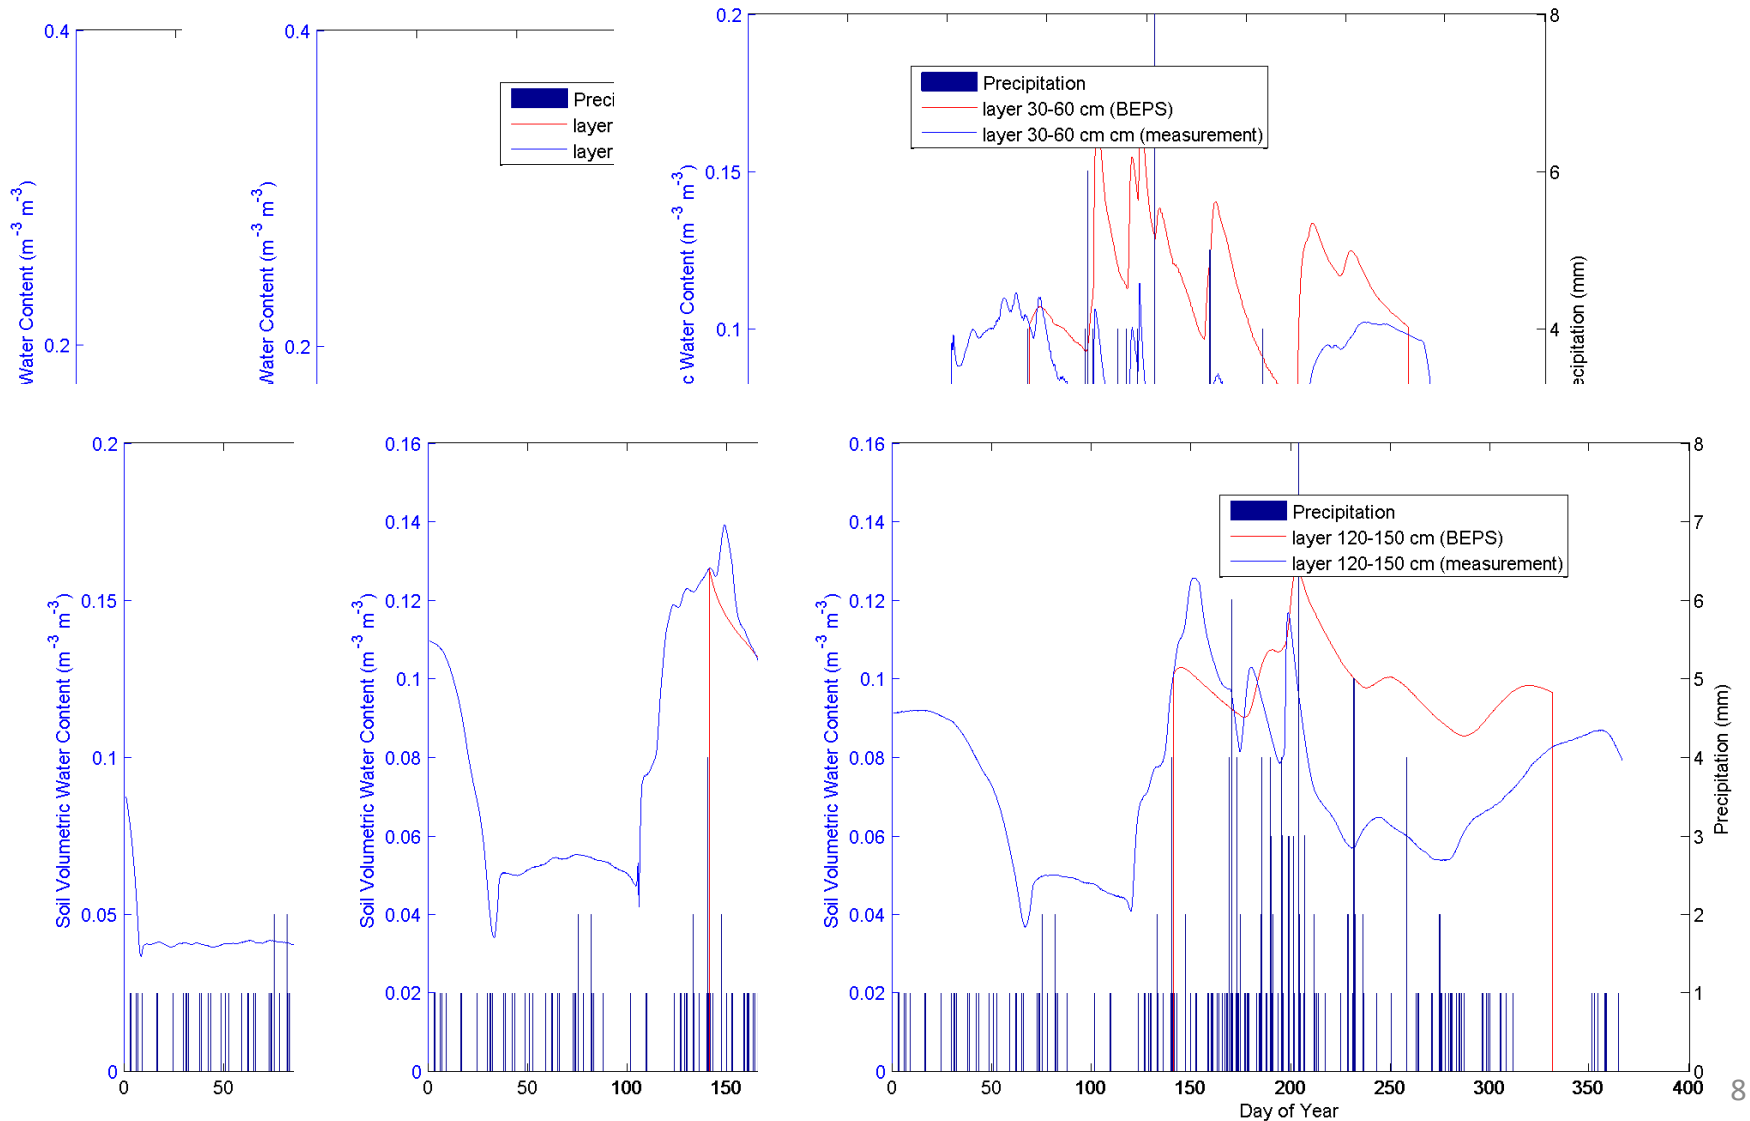 0.4
0.2
Water Content (m-3 m-3)
0.4
0.2
Water Content (m-3 m-3)
Preci
layer
layer
0.2
0.15
0.1
c Water Content (m-3 m-3)
Precipitation
layer 30-60 cm (BEPS)
layer 30-60 cm cm (measurement)
8
6
4
ecipitation (mm)
0.2
0.15
0.1
0.05
0
Soil Volumetric Water Content (m-3 m-3)
0 50
0.16
0.14
0.12
0.1
0.08
0.06
0.04
0.02
0
Soil Volumetric Water Content (m-3 m-3)
0 50 100 150
0.16
0.14
0.12
0.1
0.08
0.06
0.04
0.02
0
Soil Volumetric Water Content (m-3 m-3)
Precipitation
layer 120-150 cm (BEPS)
layer 120-150 cm (measurement)
8
7
6
5
4
3
2
1
0
Precipitation (mm)
0 50 100 150 200 250 300 350 400
Day of Year
8